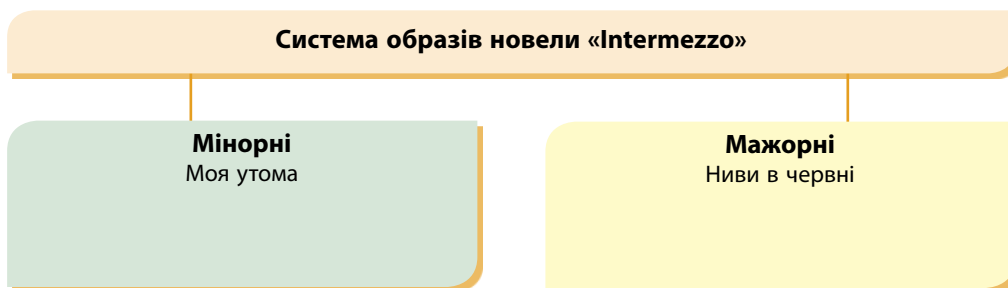 Система образів новели «Intermezzo»
Мінорні
Моя утома
Мажорні
Ниви в червні